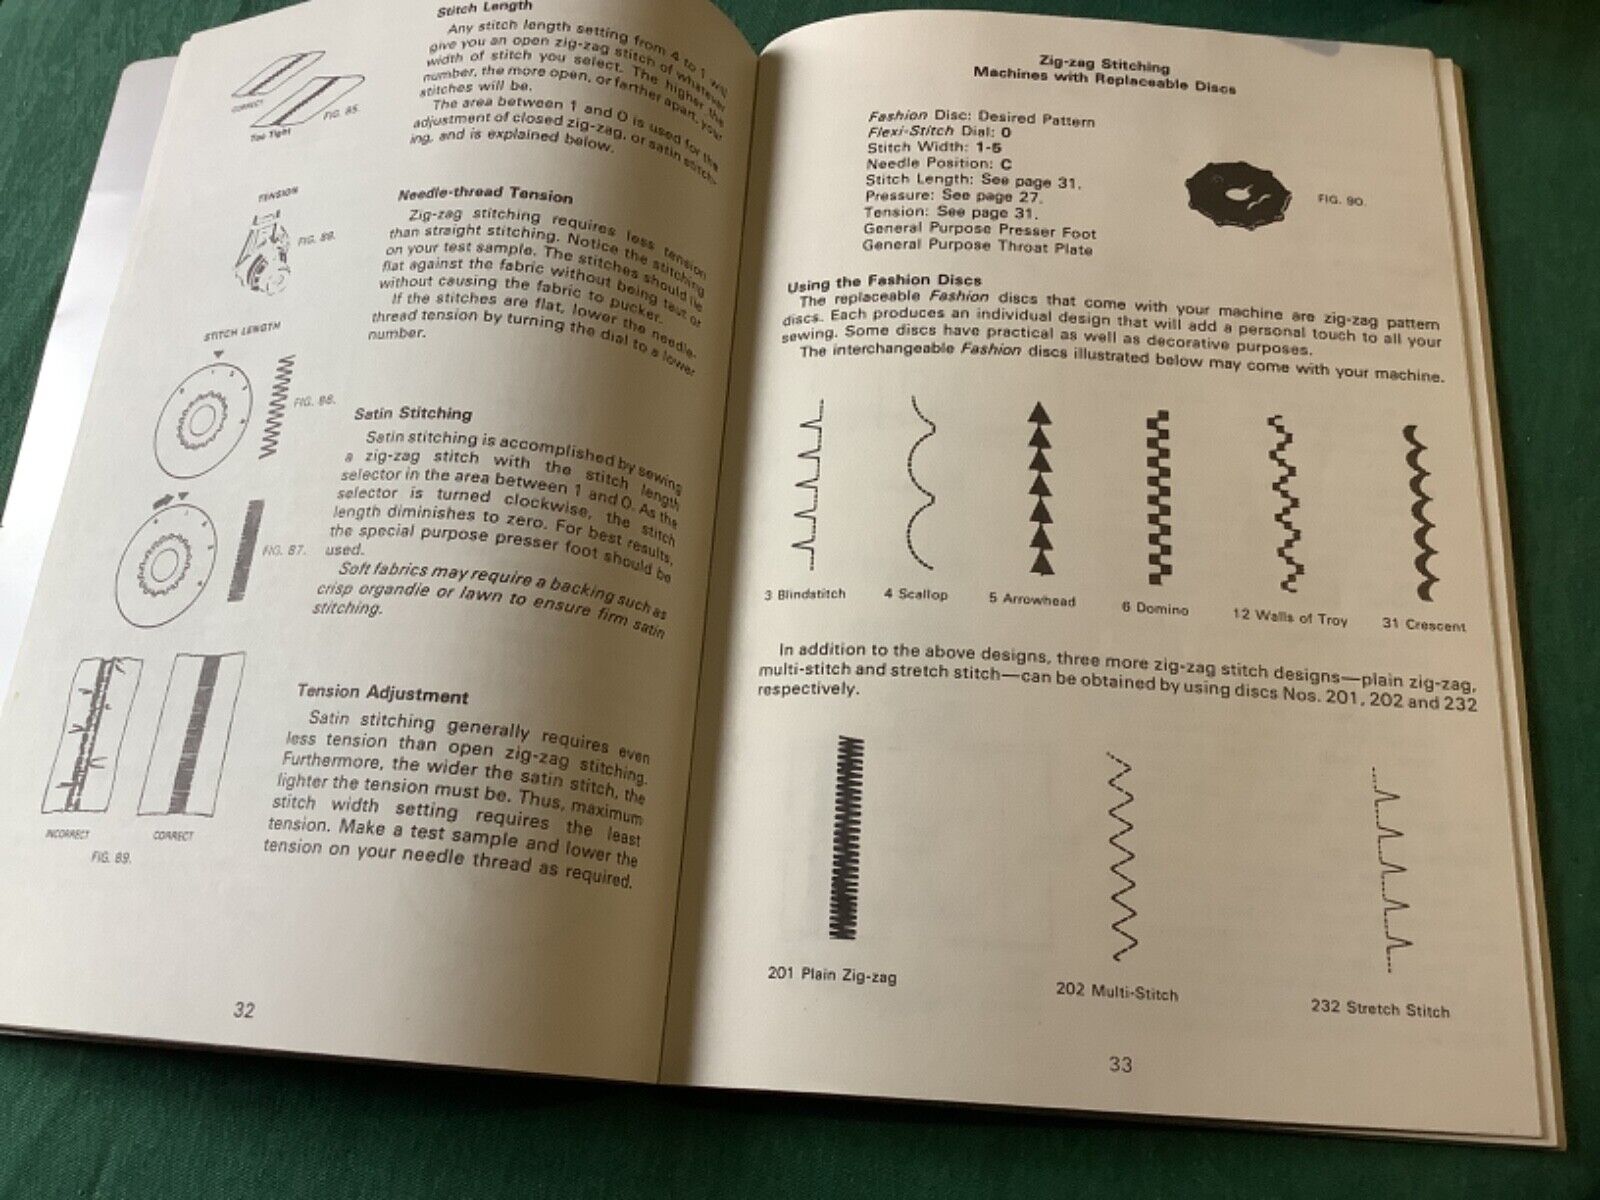 Stitch Length
Any stitch length setting from 4 to 1 will
give you an open zig-zag stitch of whatever
width of stitch you select. The higher the
number, the more open, or farther apart, your
stitches will be.
The area between 1 and 0 is used for the
adjustment of closed zig-zag, or satin stitch-
ing, and is explained below.
CORRECT
Too Tight
FIG. 85.
Needle-thread Tension
Zig-zag stitching requires less tension
than straight stitching. Notice the stitching
on your test sample. The stitches should lie
flat against the fabric without being taut or
without causing the fabric to pucker.
If the stitches are flat, lower the needle-
thread tension by turning the dial to a lower
number.
TENSION
FIG. 89.
STITCH LENGTH
FIG. 88.
Satin Stitching
Satin stitching is accomplished by sewing
a zig-zag stitch with the stitch length
selector in the area between 1 and 0. As the
selector is turned clockwise, the stitch
length diminishes to zero. For best results,
the special purpose presser foot should be
used.
Soft fabrics may require a backing such as
crisp organdie or lawn to ensure firm satin
stitching.
FIG. 87.
Tension Adjustment
Satin stitching generally requires even
less tension than open zig-zag stitching.
Furthermore, the wider the satin stitch, the
lighter the tension must be. Thus, maximum
stitch width setting requires the least
tension. Make a test sample and lower the
tension on your needle thread as required.
INCORRECT
CORRECT
FIG. 89.
32
Zig-zag Stitching
Machines with Replaceable Discs
Fashion Disc: Desired Pattern
Flexi-Stitch Dial: 0
Stitch Width: 1-5
Needle Position: C
Stitch Length: See page 31.
Pressure: See page 27.
Tension: See page 31.
General Purpose Presser Foot
General Purpose Throat Plate
FIG. 90.
Using the Fashion Discs
The replaceable Fashion discs that come with your machine are zig-zag pattern
discs. Each produces an individual design that will add a personal touch to all your
sewing. Some discs have practical as well as decorative purposes.
The interchangeable Fashion discs illustrated below may come with your machine.
3 Blindstitch
4 Scallop
5 Arrowhead
6 Domino
12 Walls of Troy
31 Crescent
In addition to the above designs, three more zig-zag stitch designs—plain zig-zag,
multi-stitch and stretch stitch—can be obtained by using discs Nos. 201, 202 and 232
respectively.
201 Plain Zig-zag
202 Multi-Stitch
232 Stretch Stitch
33